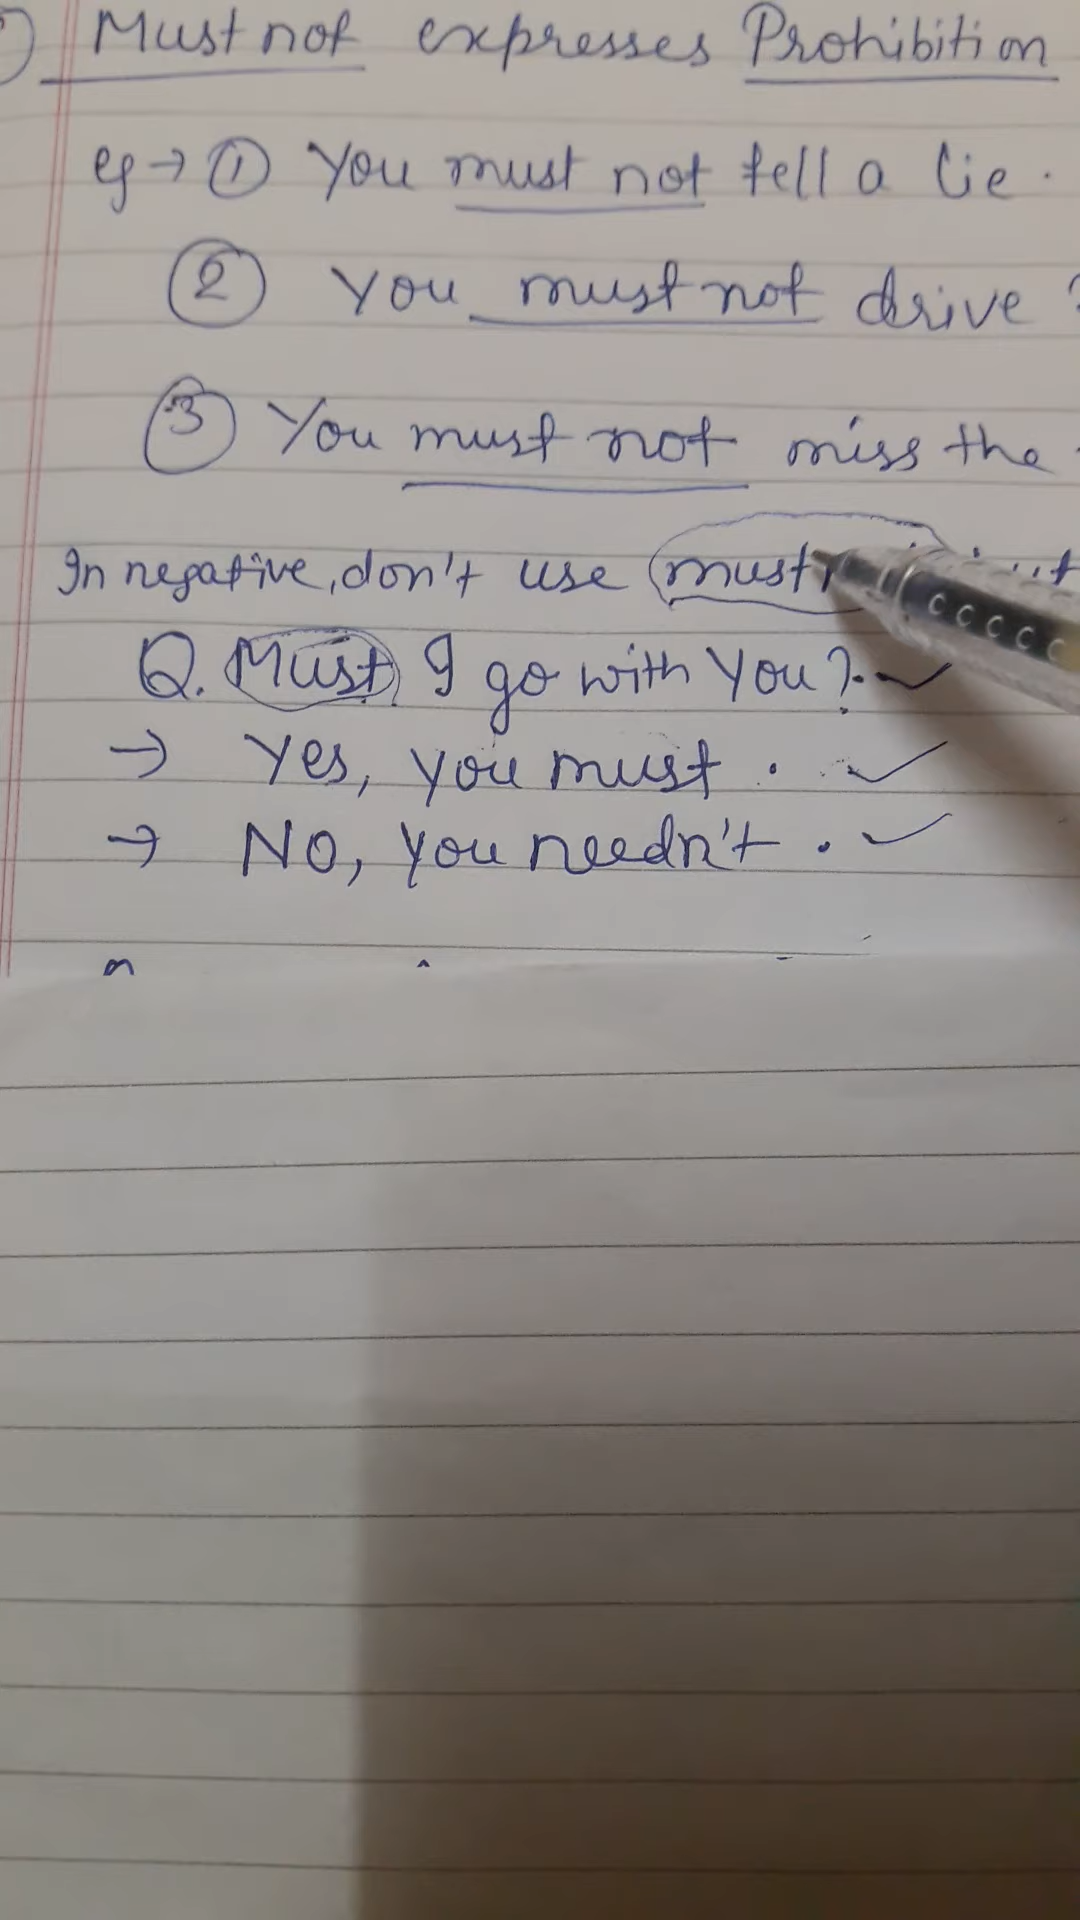 Must not expresses Prohibition
eg → ① You must not tell a lie.
② You must not drive
③ You must not miss the
In negative, don't use must
Q. Must I go with you?
→ Yes, you must.
→ No, you needn't.